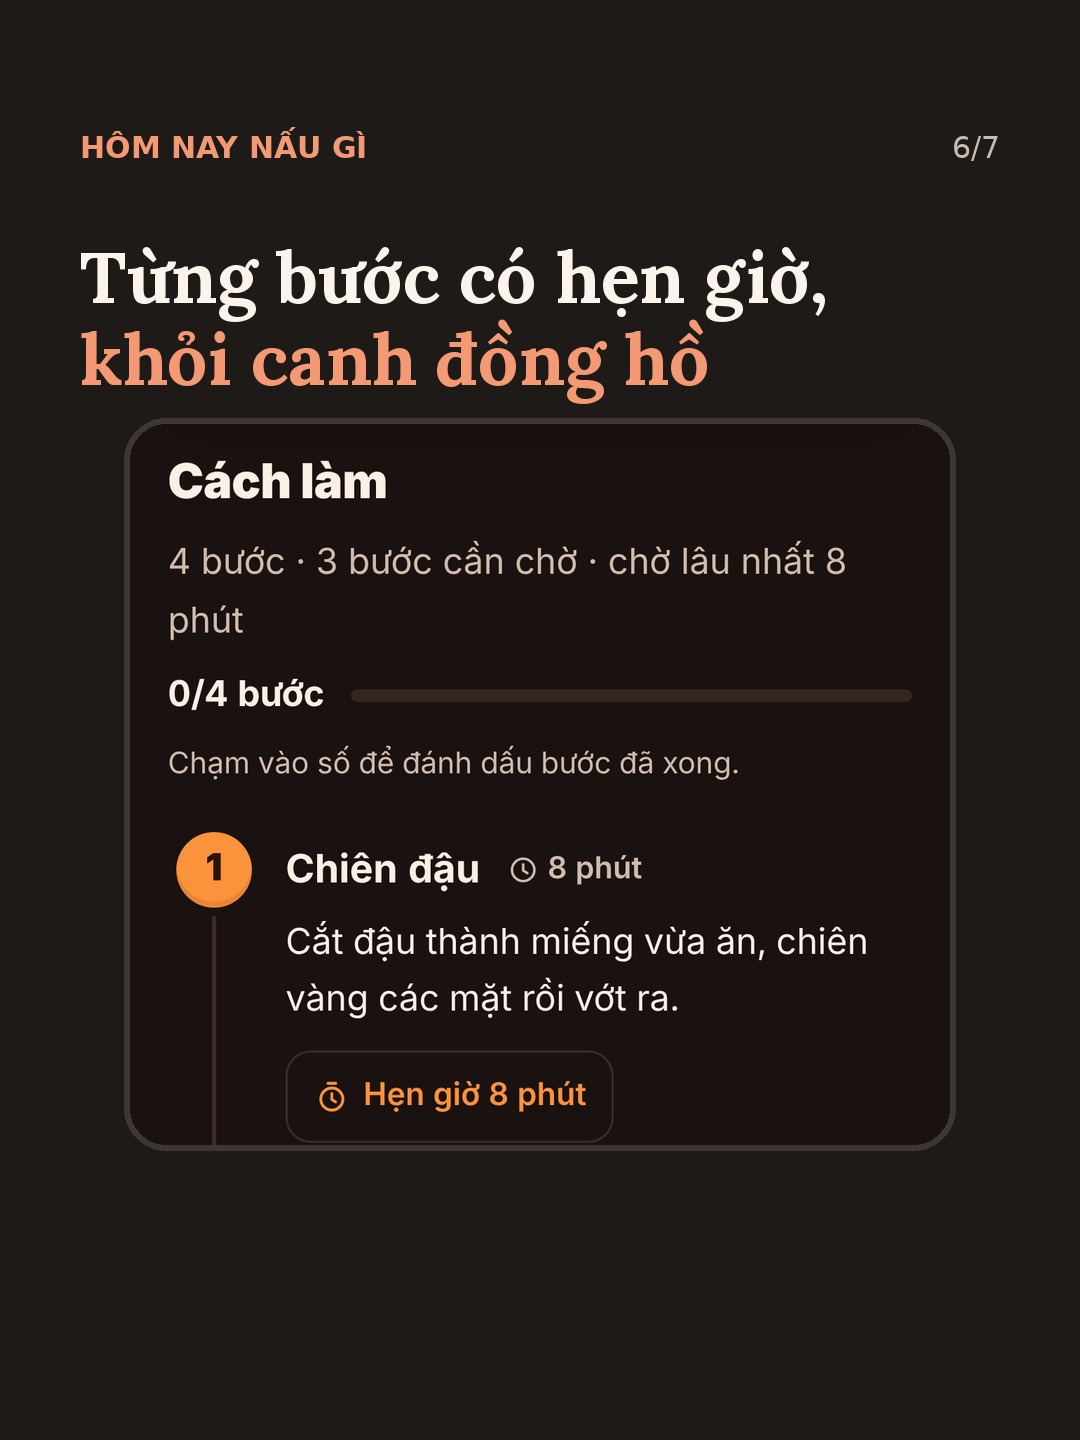 HÔM NAY NẤU GÌ
6/7
Từng bước có hẹn giờ,
khỏi canh đồng hồ
Cách làm
4 bước · 3 bước cần chờ · chờ lâu nhất 8
phút
0/4 bước
Chạm vào số để đánh dấu bước đã xong.
1
Chiên đậu 8 phút
Cắt đậu thành miếng vừa ăn, chiên
vàng các mặt rồi vớt ra.
Hẹn giờ 8 phút